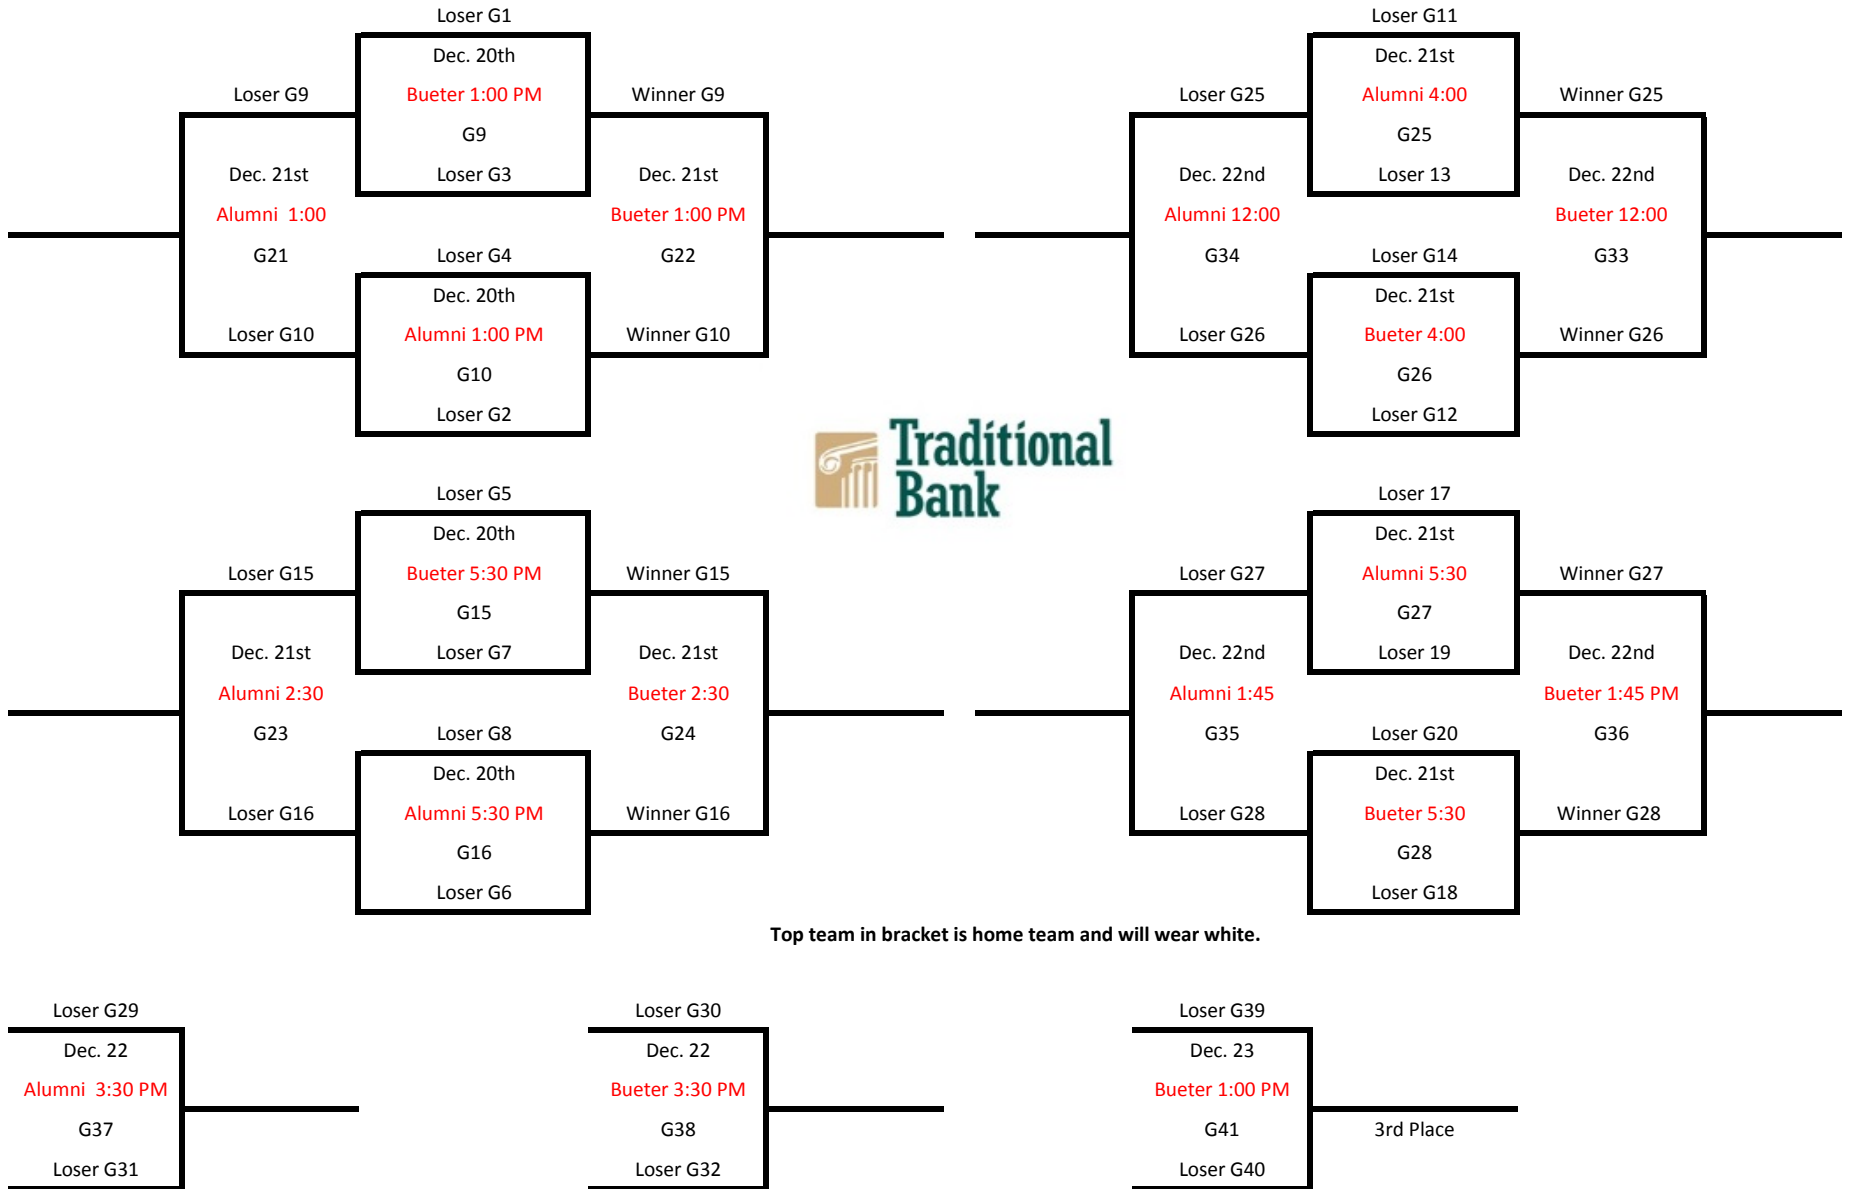 Loser G1
Dec. 20th
Loser G9
Bueter 1:00 PM
Winner G9
G9
Dec. 21st
Loser G3
Dec. 21st
Alumni  1:00
Bueter 1:00 PM
G21
Loser G4
G22
Dec. 20th
Loser G10
Alumni 1:00 PM
Winner G10
G10
Loser G2
Loser G11
Dec. 21st
Loser G25
Alumni 4:00
Winner G25
G25
Dec. 22nd
Loser 13
Dec. 22nd
Alumni 12:00
Bueter 12:00
G34
Loser G14
G33
Dec. 21st
Loser G26
Bueter 4:00
Winner G26
G26
Loser G12
Traditional
Bank
Loser G5
Dec. 20th
Loser G15
Bueter 5:30 PM
Winner G15
G15
Dec. 21st
Loser G7
Dec. 21st
Alumni 2:30
Bueter 2:30
G23
Loser G8
G24
Dec. 20th
Loser G16
Alumni 5:30 PM
Winner G16
G16
Loser G6
Loser 17
Dec. 21st
Loser G27
Alumni 5:30
Winner G27
G27
Dec. 22nd
Loser 19
Dec. 22nd
Alumni 1:45
Bueter 1:45 PM
G35
Loser G20
G36
Dec. 21st
Loser G28
Bueter 5:30
Winner G28
G28
Loser G18
Top team in bracket is home team and will wear white.
Loser G29
Dec. 22
Alumni  3:30 PM
G37
Loser G31
Loser G30
Dec. 22
Bueter 3:30 PM
G38
Loser G32
Loser G39
Dec. 23
Bueter 1:00 PM
G41
3rd Place
Loser G40